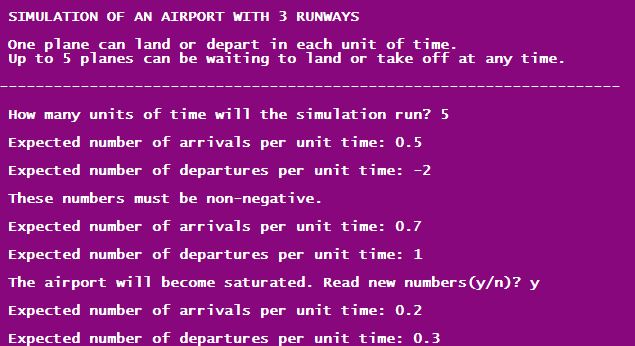 SIMULATION OF AN AIRPORT WITH 3 RUNWAYS
One plane can land or depart in each unit of time.
Up to 5 planes can be waiting to land or take off at any time.
------------------------------------------------------------------------
How many units of time will the simulation run? 5
Expected number of arrivals per unit time: 0.5
Expected number of departures per unit time: -2
These numbers must be non-negative.
Expected number of arrivals per unit time: 0.7
Expected number of departures per unit time: 1
The airport will become saturated. Read new numbers(y/n)? y
Expected number of arrivals per unit time: 0.2
Expected number of departures per unit time: 0.3